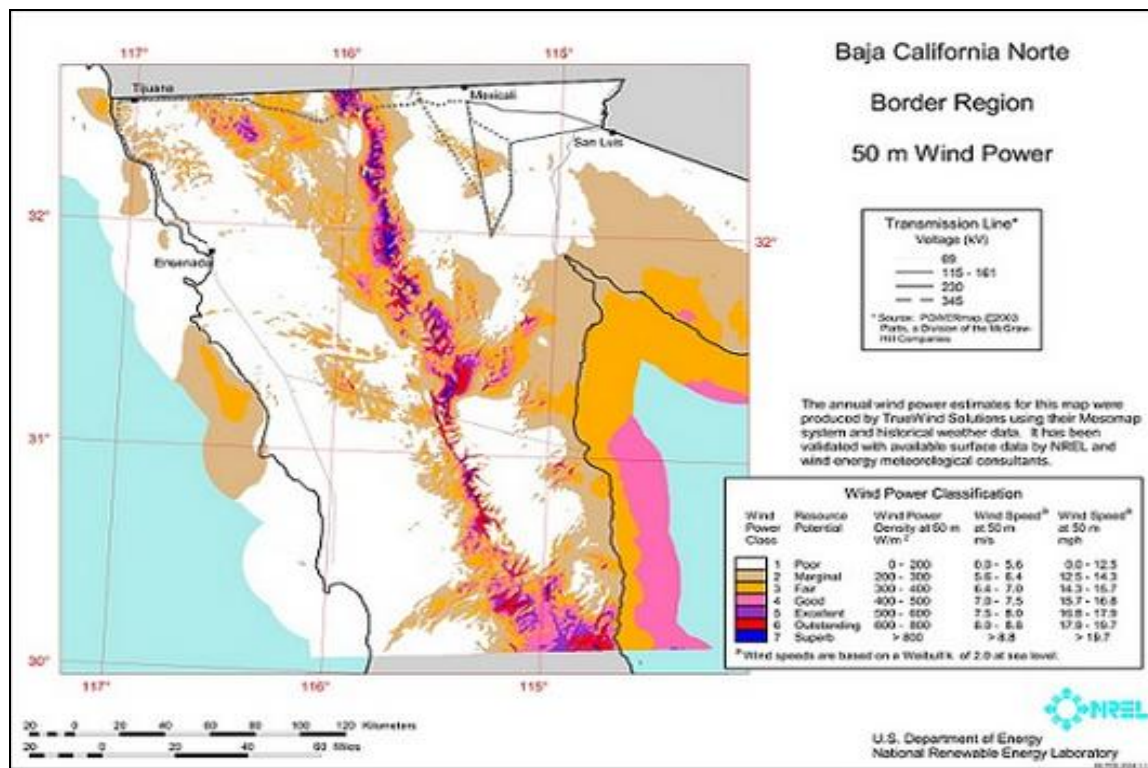 Baja California Norte
Border Region
50 m Wind Power
117° 116° 115°
Tijuana
Mexicali
San Luis
32°
32°
Ensenada
31°
30°
117° 116° 115°
Transmission Line*
Voltage (kV)
69
115 - 161
230
345
* Source: POWERmap, ©2003
Platts, a Division of the McGraw-
Hill Companies
The annual wind power estimates for this map were
produced by TrueWind Solutions using their Mesomap
system and historical weather data. It has been
validated with available surface data by NREL and
wind energy meteorological consultants.
Wind Power Classification
Wind Power Class
Resource Potential
Wind Power Density at 50 m W/m²
Wind Speedª at 50 m m/s
Wind Speedª at 50 m mph
1 Poor 0 - 200 0.0 - 5.6 0.0 - 12.5
2 Marginal 200 - 300 5.6 - 6.4 12.5 - 14.3
3 Fair 300 - 400 6.4 - 7.0 14.3 - 15.7
4 Good 400 - 500 7.0 - 7.5 15.7 - 16.8
5 Excellent 500 - 600 7.5 - 8.0 16.8 - 17.9
6 Outstanding 600 - 800 8.0 - 8.8 17.9 - 19.7
7 Superb > 800 > 8.8 > 19.7
ª Wind speeds are based on a Weibull k of 2.0 at sea level.
20 0 20 40 60 80 100 120 Kilometers
20 0 20 40 60 Miles
NREL
U.S. Department of Energy
National Renewable Energy Laboratory